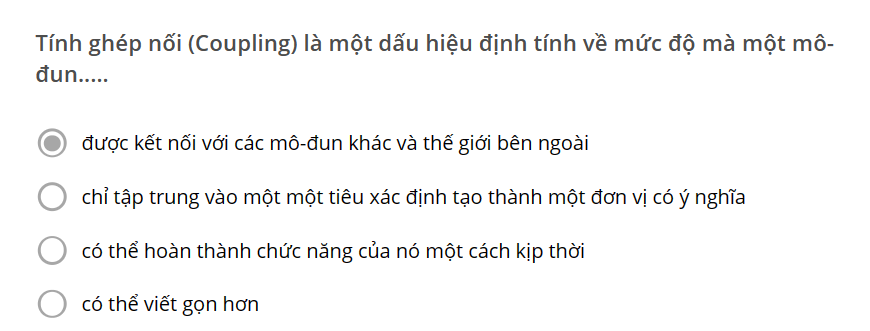 Tính ghép nối (Coupling) là một dấu hiệu định tính về mức độ mà một mô-
đun.....
được kết nối với các mô-đun khác và thế giới bên ngoài
chỉ tập trung vào một một tiêu xác định tạo thành một đơn vị có ý nghĩa
có thể hoàn thành chức năng của nó một cách kịp thời
có thể viết gọn hơn